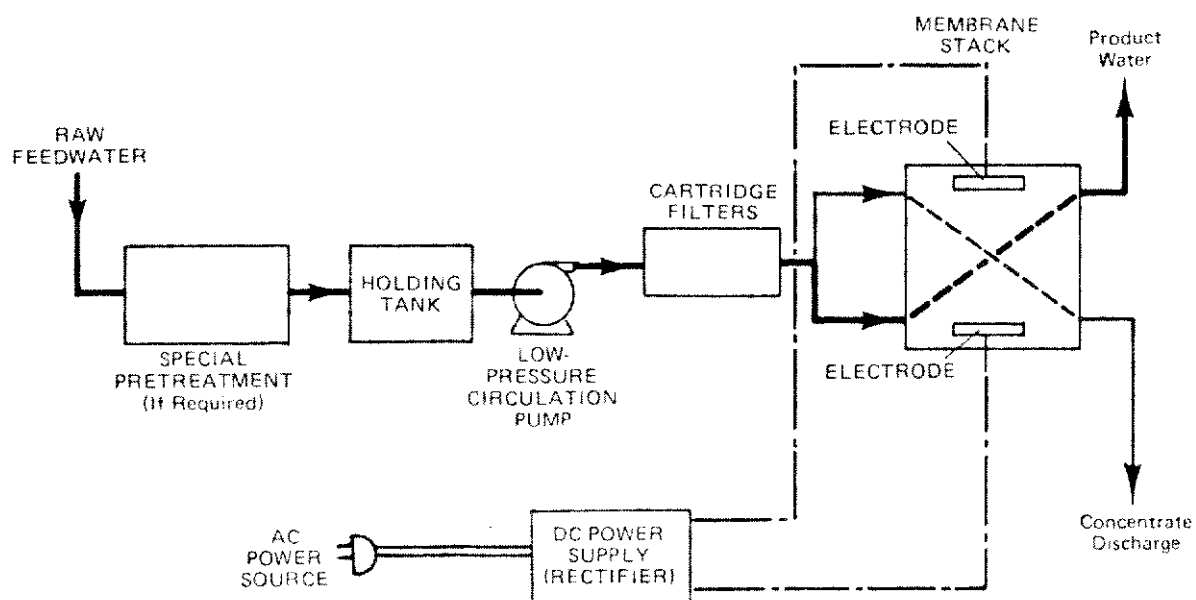 RAW
FEEDWATER
SPECIAL
PRETREATMENT
(If Required)
HOLDING
TANK
LOW-
PRESSURE
CIRCULATION
PUMP
CARTRIDGE
FILTERS
MEMBRANE
STACK
ELECTRODE
ELECTRODE
Product
Water
Concentrate
Discharge
AC
POWER
SOURCE
DC POWER
SUPPLY
(RECTIFIER)